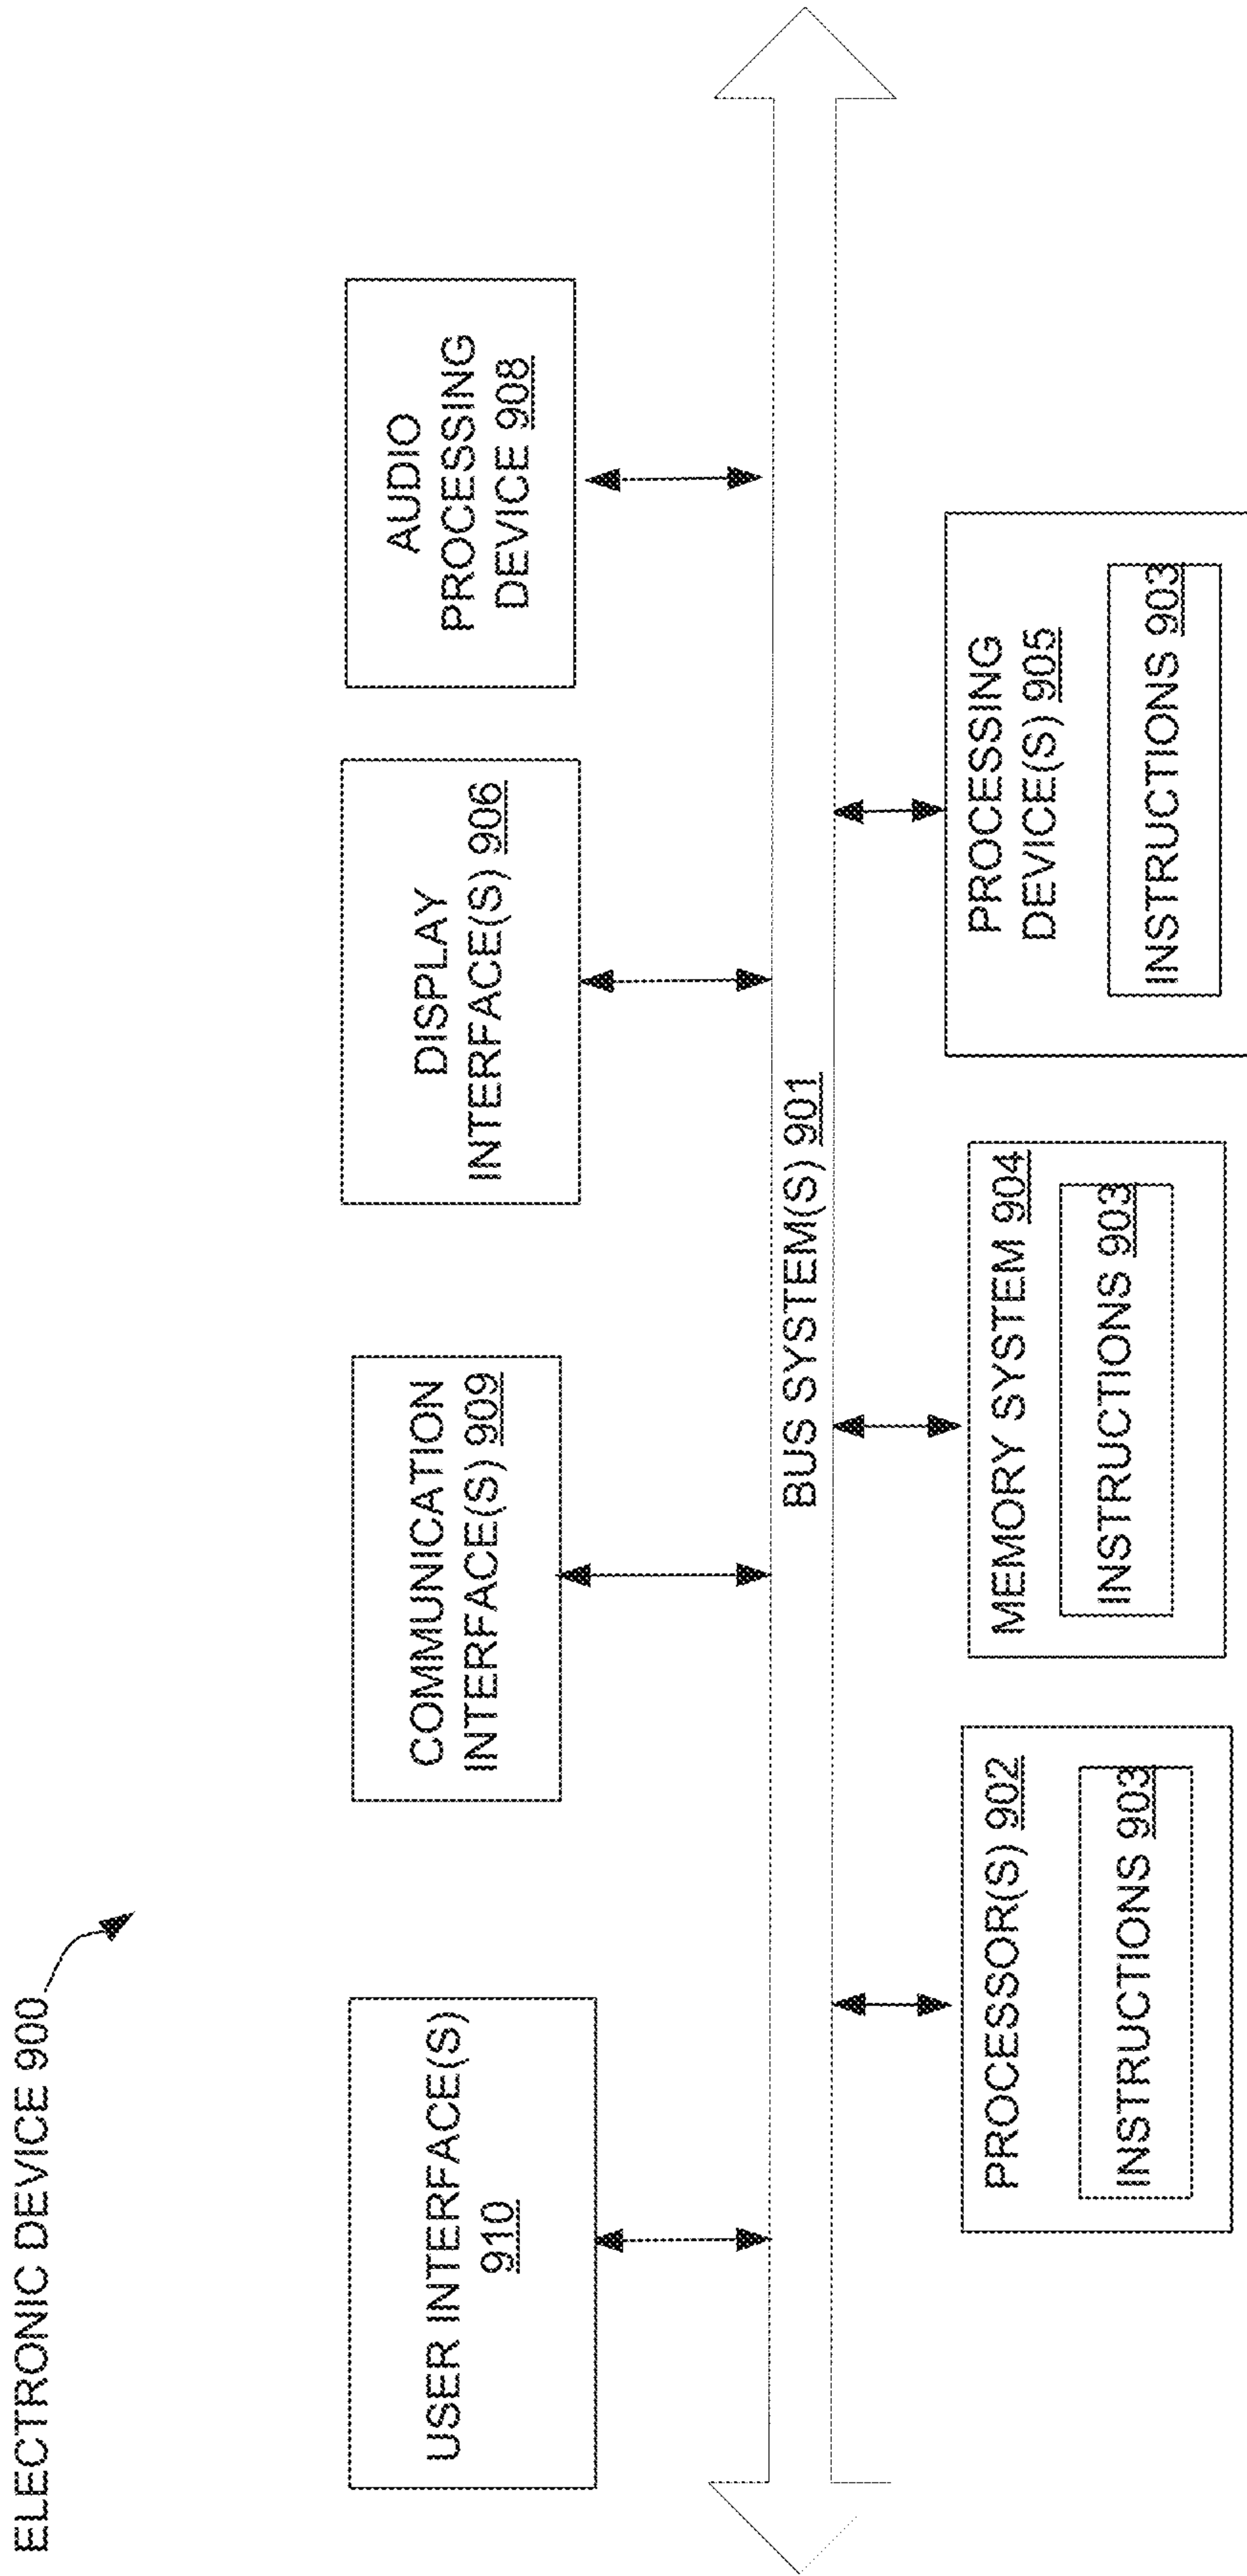 ELECTRONIC DEVICE 900
USER INTERFACE(S)
910
COMMUNICATION
INTERFACE(S) 909
DISPLAY
INTERFACE(S) 906
AUDIO
PROCESSING
DEVICE 908
BUS SYSTEM(S) 901
PROCESSOR(S) 902
INSTRUCTIONS 903
MEMORY SYSTEM 904
INSTRUCTIONS 903
PROCESSING
DEVICE(S) 905
INSTRUCTIONS 903